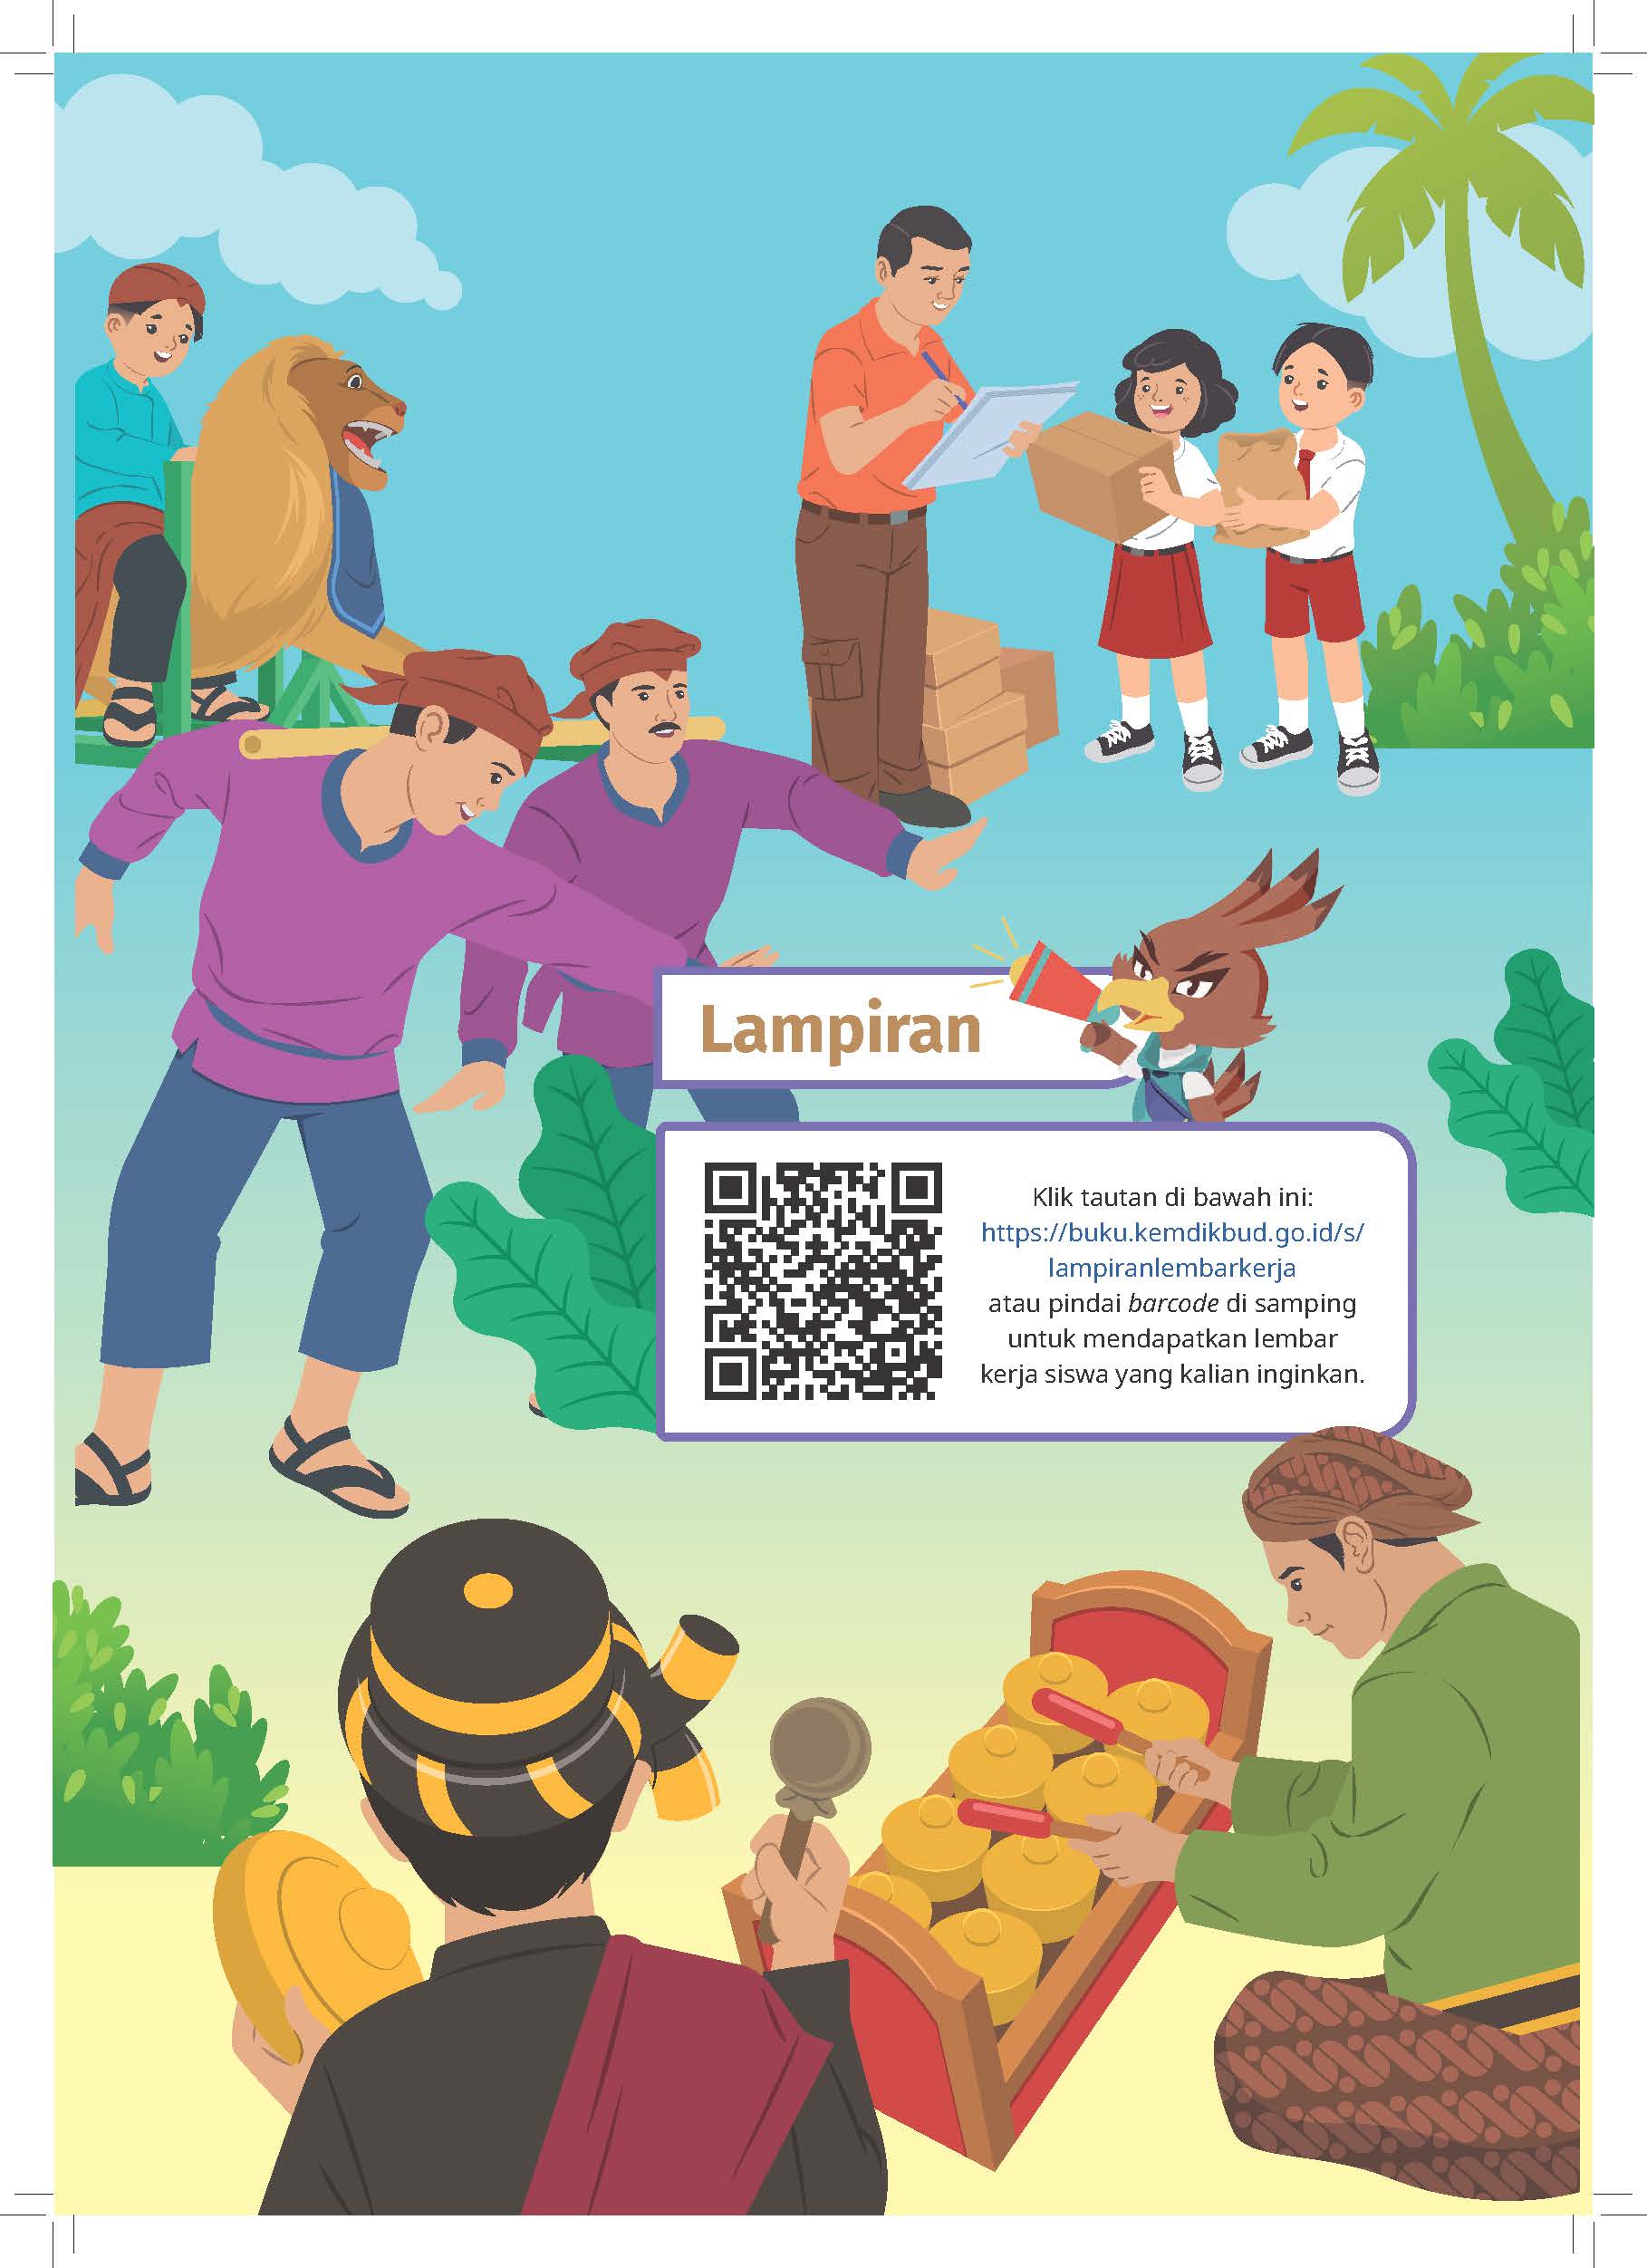 Lampiran
Klik tautan di bawah ini:
https://buku.kemdikbud.go.id/s/
lampiranlembarkerja
atau pindai barcode di samping
untuk mendapatkan lembar
kerja siswa yang kalian inginkan.